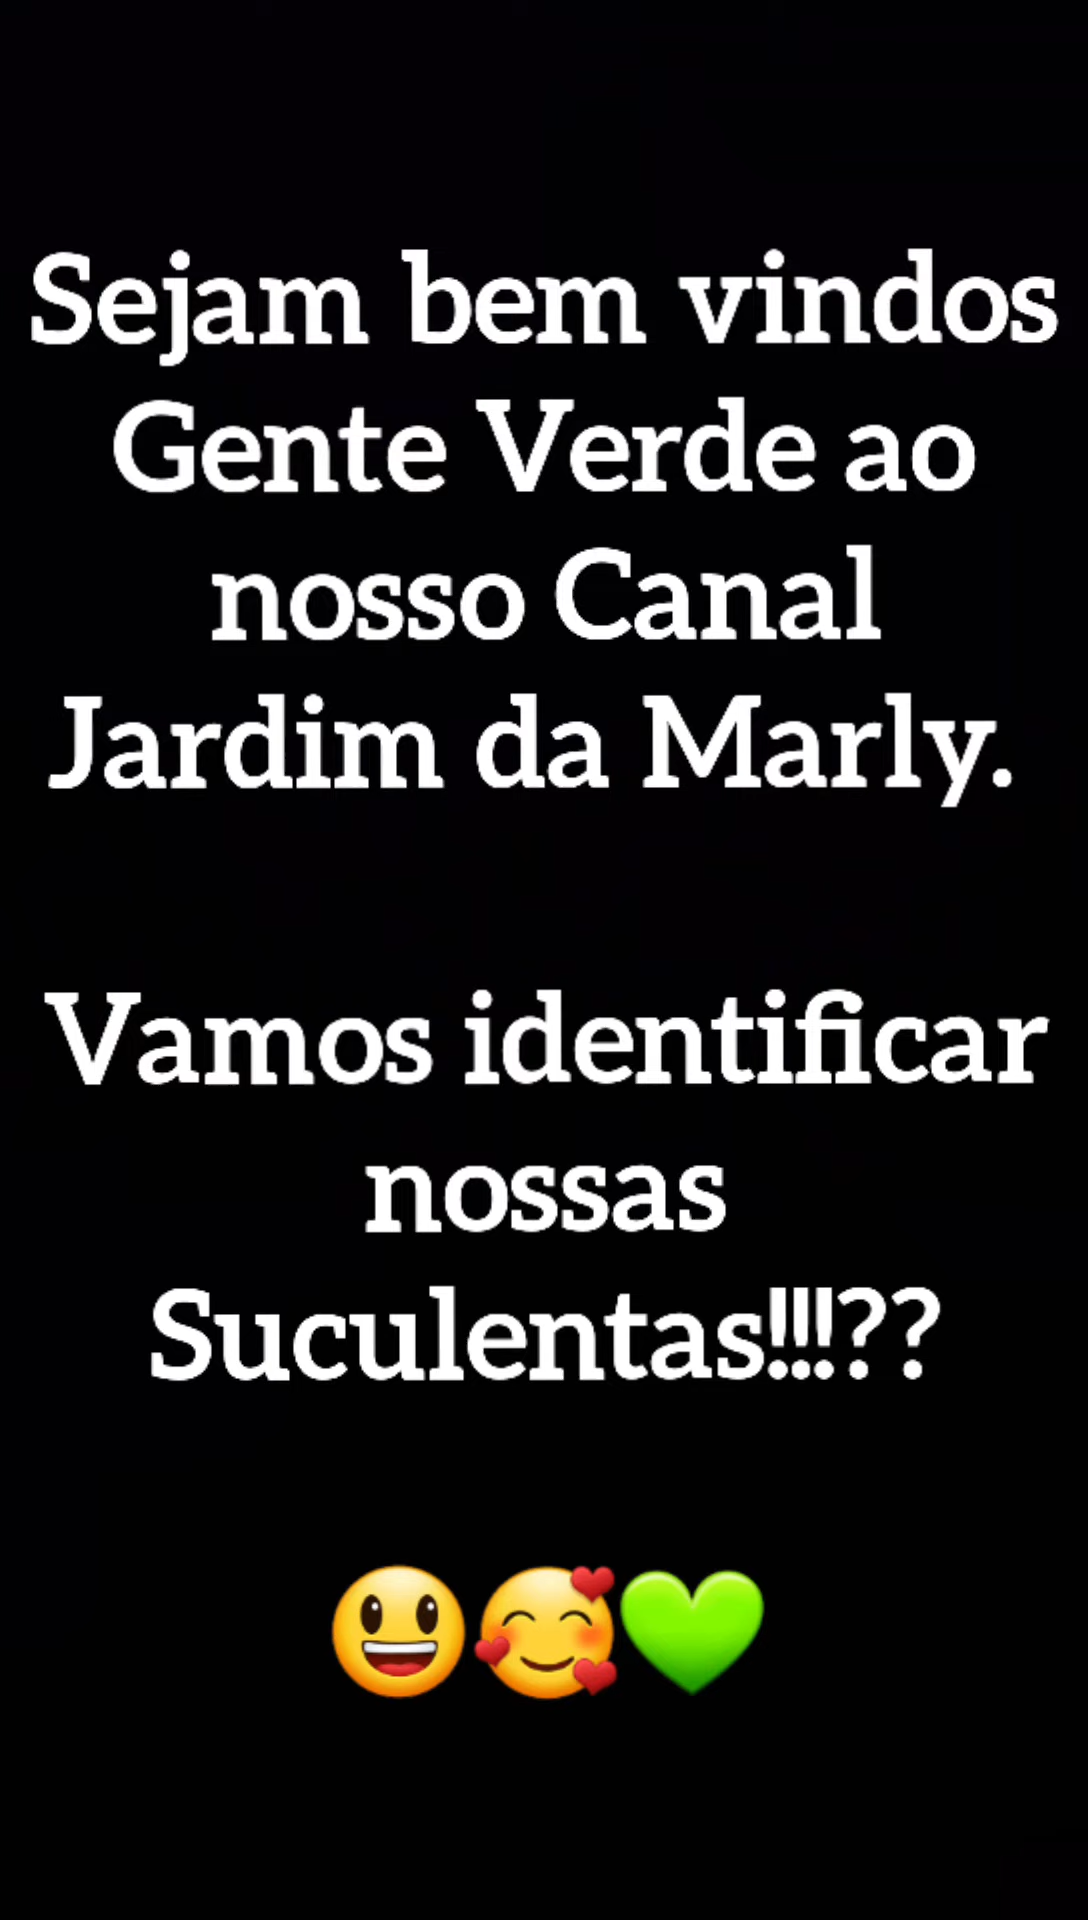 Sejam bem vindos
Gente Verde ao
nosso Canal
Jardim da Marly.
Vamos identificar
nossas
Suculentas!!!??
😃🥰💚